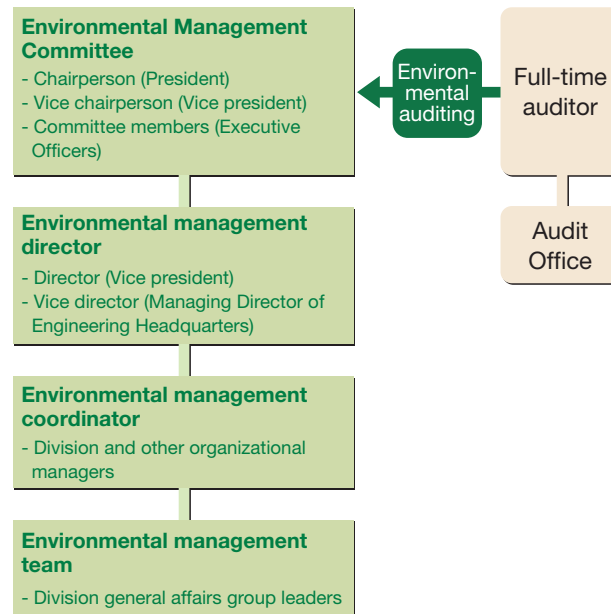 Environmental Management
Committee
- Chairperson (President)
- Vice chairperson (Vice president)
- Committee members (Executive
Officers)
Environ-
mental
auditing
Full-time
auditor
Audit
Office
Environmental management
director
- Director (Vice president)
- Vice director (Managing Director of
Engineering Headquarters)
Environmental management
coordinator
- Division and other organizational
managers
Environmental management
team
- Division general affairs group leaders